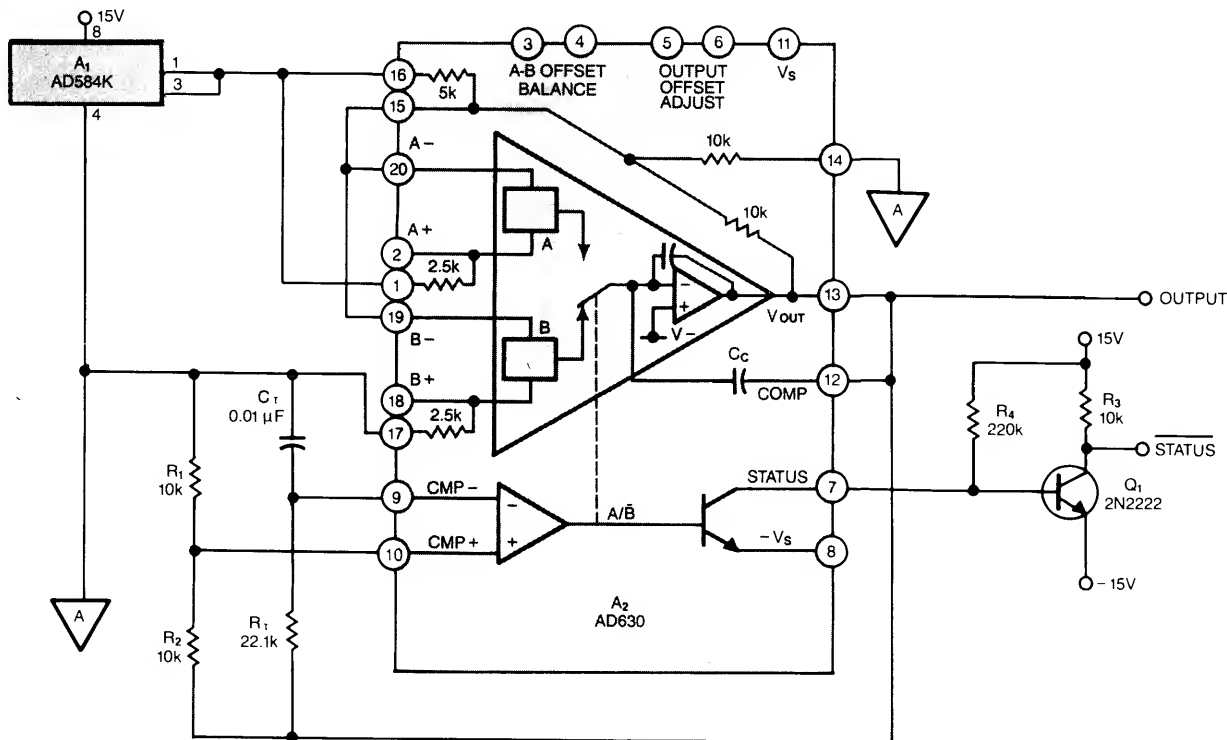 15V
8
A1
AD584K
1
3
4
16
5k
15
A−
20
A+
2
2.5k
1
19
B−
B+
18
2.5k
17
3
4
A-B OFFSET
BALANCE
5
6
OUTPUT
OFFSET
ADJUST
11
VS
10k
14
A
10k
A
B
−
+
V−
VOUT
13
OUTPUT
CC
12
COMP
CT
0.01 µF
R1
10k
9
CMP−
−
10
CMP+
+
A/B̄
STATUS
7
−VS
8
15V
R4
220k
R3
10k
S̅T̅A̅T̅U̅S̅
Q1
2N2222
−15V
A
R2
10k
RT
22.1k
A2
AD630